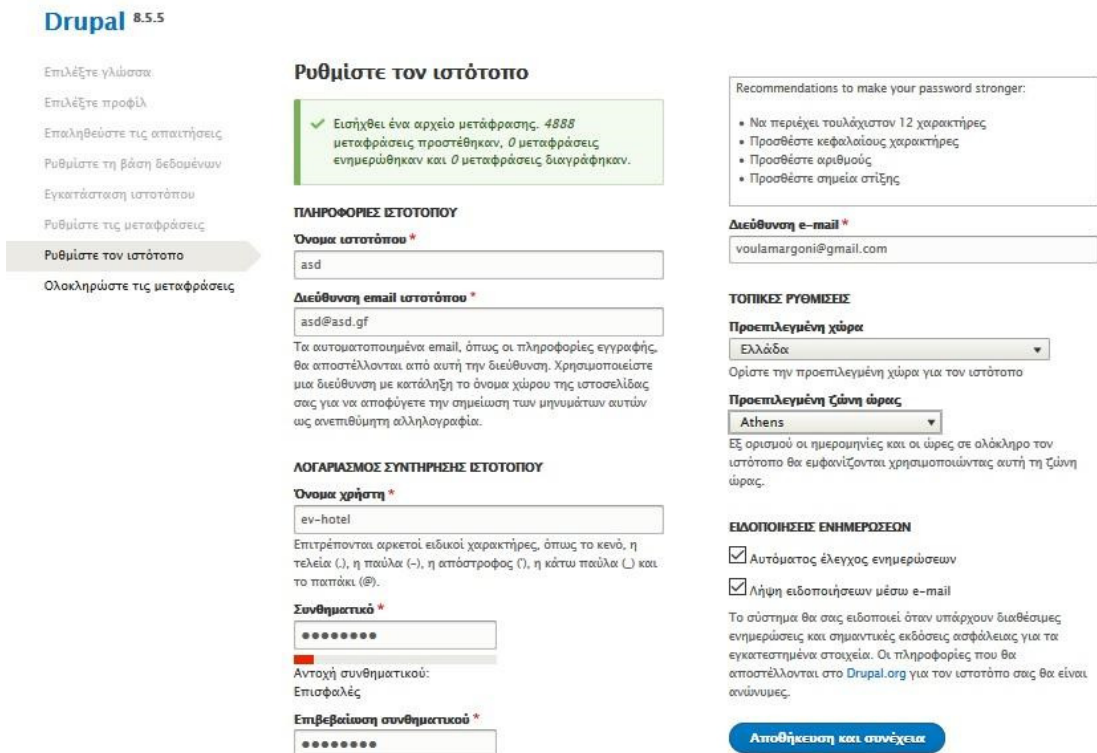 Drupal 8.5.5
Επιλέξτε γλώσσα
Επιλέξτε προφίλ
Επαληθεύστε τις απαιτήσεις
Ρυθμίστε τη βάση δεδομένων
Εγκατάσταση ιστοτόπου
Ρυθμίστε τις μεταφράσεις
Ρυθμίστε τον ιστότοπο
Ολοκληρώστε τις μεταφράσεις
Ρυθμίστε τον ιστότοπο
Εισήχθει ένα αρχείο μετάφρασης. 4888
μεταφράσεις προστέθηκαν, 0 μεταφράσεις
ενημερώθηκαν και 0 μεταφράσεις διαγράφηκαν.
ΠΛΗΡΟΦΟΡΙΕΣ ΙΣΤΟΤΟΠΟΥ
Όνομα ιστοτόπου *
asd
Διεύθυνση email ιστοτόπου *
asd@asd.gf
Τα αυτοματοποιημένα email, όπως οι πληροφορίες εγγραφής,
θα αποστέλλονται από αυτή την διεύθυνση. Χρησιμοποιείστε
μια διεύθυνση με κατάληξη το όνομα χώρου της ιστοσελίδας
σας για να αποφύγετε την σημείωση των μηνυμάτων αυτών
ως ανεπιθύμητη αλληλογραφία.
ΛΟΓΑΡΙΑΣΜΟΣ ΣΥΝΤΗΡΗΣΗΣ ΙΣΤΟΤΟΠΟΥ
Όνομα χρήστη *
ev-hotel
Επιτρέπονται αρκετοί ειδικοί χαρακτήρες, όπως το κενό, η
τελεία (.), η παύλα (-), η απόστροφος ('), η κάτω παύλα (_) και
το παπάκι (@).
Συνθηματικό *
●●●●●●●●
Αντοχή συνθηματικού:
Επισφαλές
Επιβεβαίωση συνθηματικού *
●●●●●●●●
Recommendations to make your password stronger:
• Να περιέχει τουλάχιστον 12 χαρακτήρες
• Προσθέστε κεφαλαίους χαρακτήρες
• Προσθέστε αριθμούς
• Προσθέστε σημεία στίξης
Διεύθυνση e-mail *
voulamargoni@gmail.com
ΤΟΠΙΚΕΣ ΡΥΘΜΙΣΕΙΣ
Προεπιλεγμένη χώρα
Ελλάδα
Ορίστε την προεπιλεγμένη χώρα για τον ιστότοπο
Προεπιλεγμένη ζώνη ώρας
Athens
Εξ ορισμού οι ημερομηνίες και οι ώρες σε ολόκληρο τον
ιστότοπο θα εμφανίζονται χρησιμοποιώντας αυτή τη ζώνη
ώρας.
ΕΙΔΟΠΟΙΗΣΕΙΣ ΕΝΗΜΕΡΩΣΕΩΝ
Αυτόματος έλεγχος ενημερώσεων
Λήψη ειδοποιήσεων μέσω e-mail
Το σύστημα θα σας ειδοποιεί όταν υπάρχουν διαθέσιμες
ενημερώσεις και σημαντικές εκδόσεις ασφάλειας για τα
εγκατεστημένα στοιχεία. Οι πληροφορίες που θα
αποστέλλονται στο Drupal.org για τον ιστοτόπο σας θα είναι
ανώνυμες.
Αποθήκευση και συνέχεια